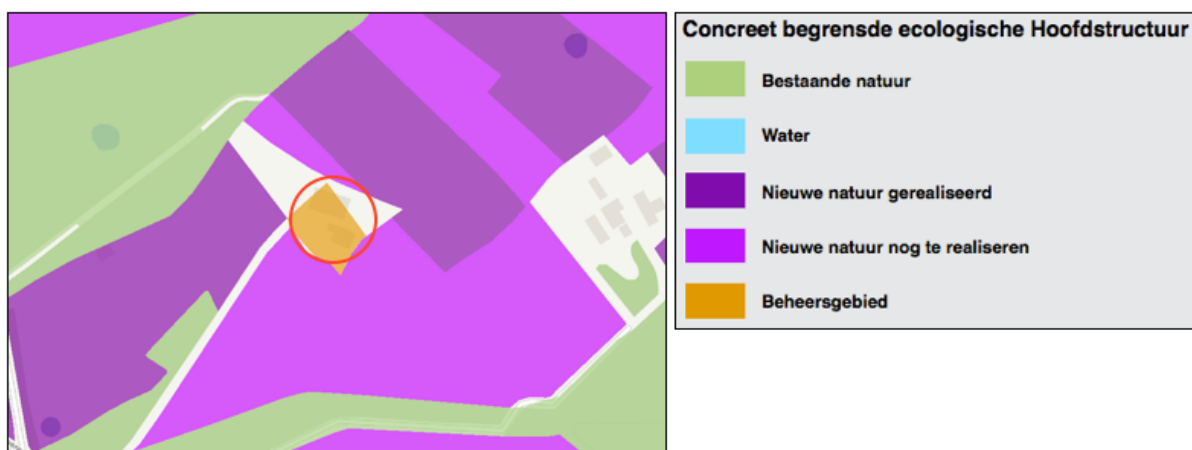 Concreet begrensde ecologische Hoofdstructuur
Bestaande natuur
Water
Nieuwe natuur gerealiseerd
Nieuwe natuur nog te realiseren
Beheersgebied